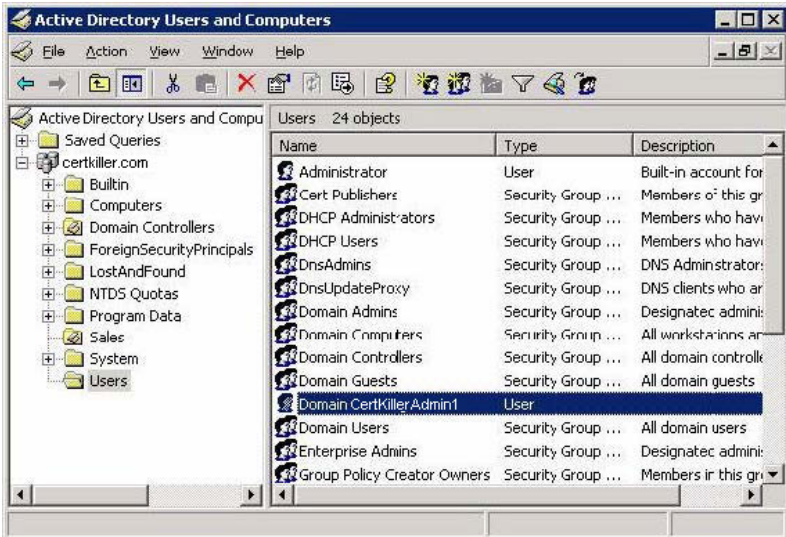 Active Directory Users and Computers
File Action View Window Help
Active Directory Users and Compu
Saved Queries
certkiller.com
Builtin
Computers
Domain Controllers
ForeignSecurityPrincipals
LostAndFound
NTDS Quotas
Program Data
Sales
System
Users
Users 24 objects
Name Type Description
Administrator User Built-in account for
Cert Publishers Security Group ... Members of this gr
DHCP Administrators Security Group ... Members who have
DHCP Users Security Group ... Members who have
DnsAdmins Security Group ... DNS Administrators
DnsUpdateProxy Security Group ... DNS clients who ar
Domain Admins Security Group ... Designated adminis
Domain Computers Security Group ... All workstations an
Domain Controllers Security Group ... All domain controlle
Domain Guests Security Group ... All domain guests
Domain CertKillerAdmin1 User
Domain Users Security Group ... All domain users
Enterprise Admins Security Group ... Designated adminis
Group Policy Creator Owners Security Group ... Members in this gro